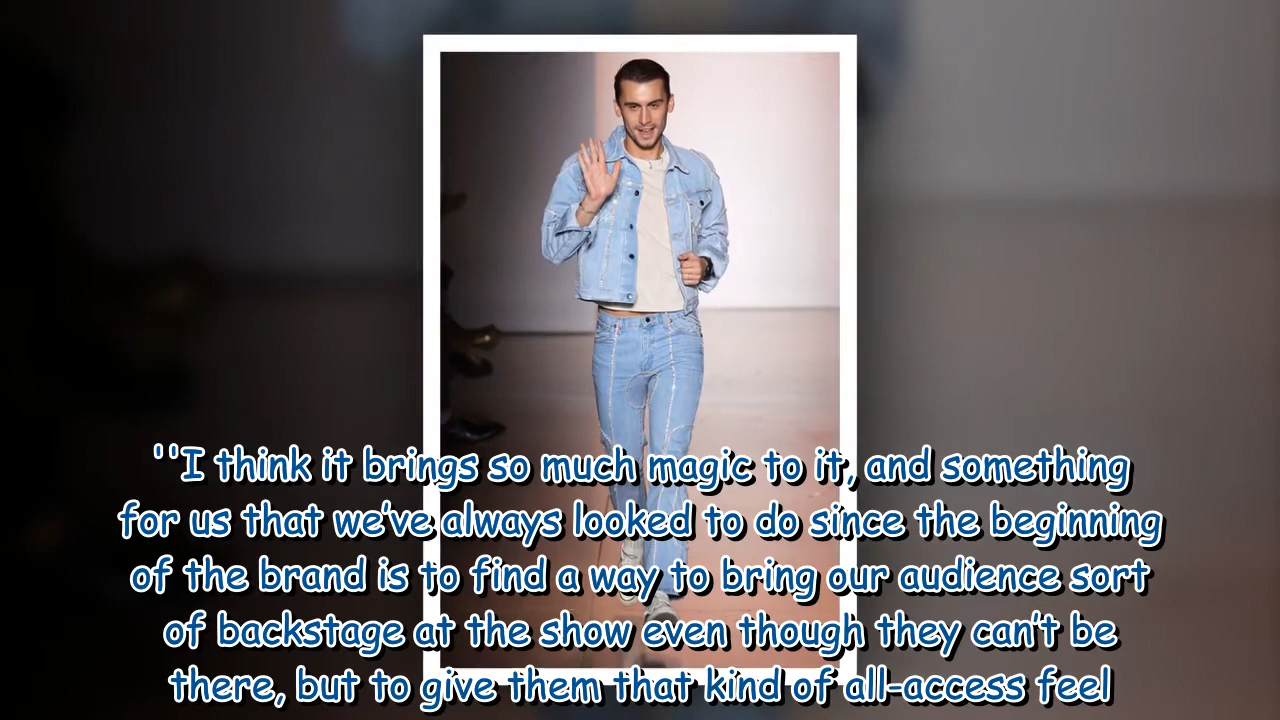 ''I think it brings so much magic to it, and something
for us that we've always looked to do since the beginning
of the brand is to find a way to bring our audience sort
of backstage at the show even though they can't be
there, but to give them that kind of all-access feel